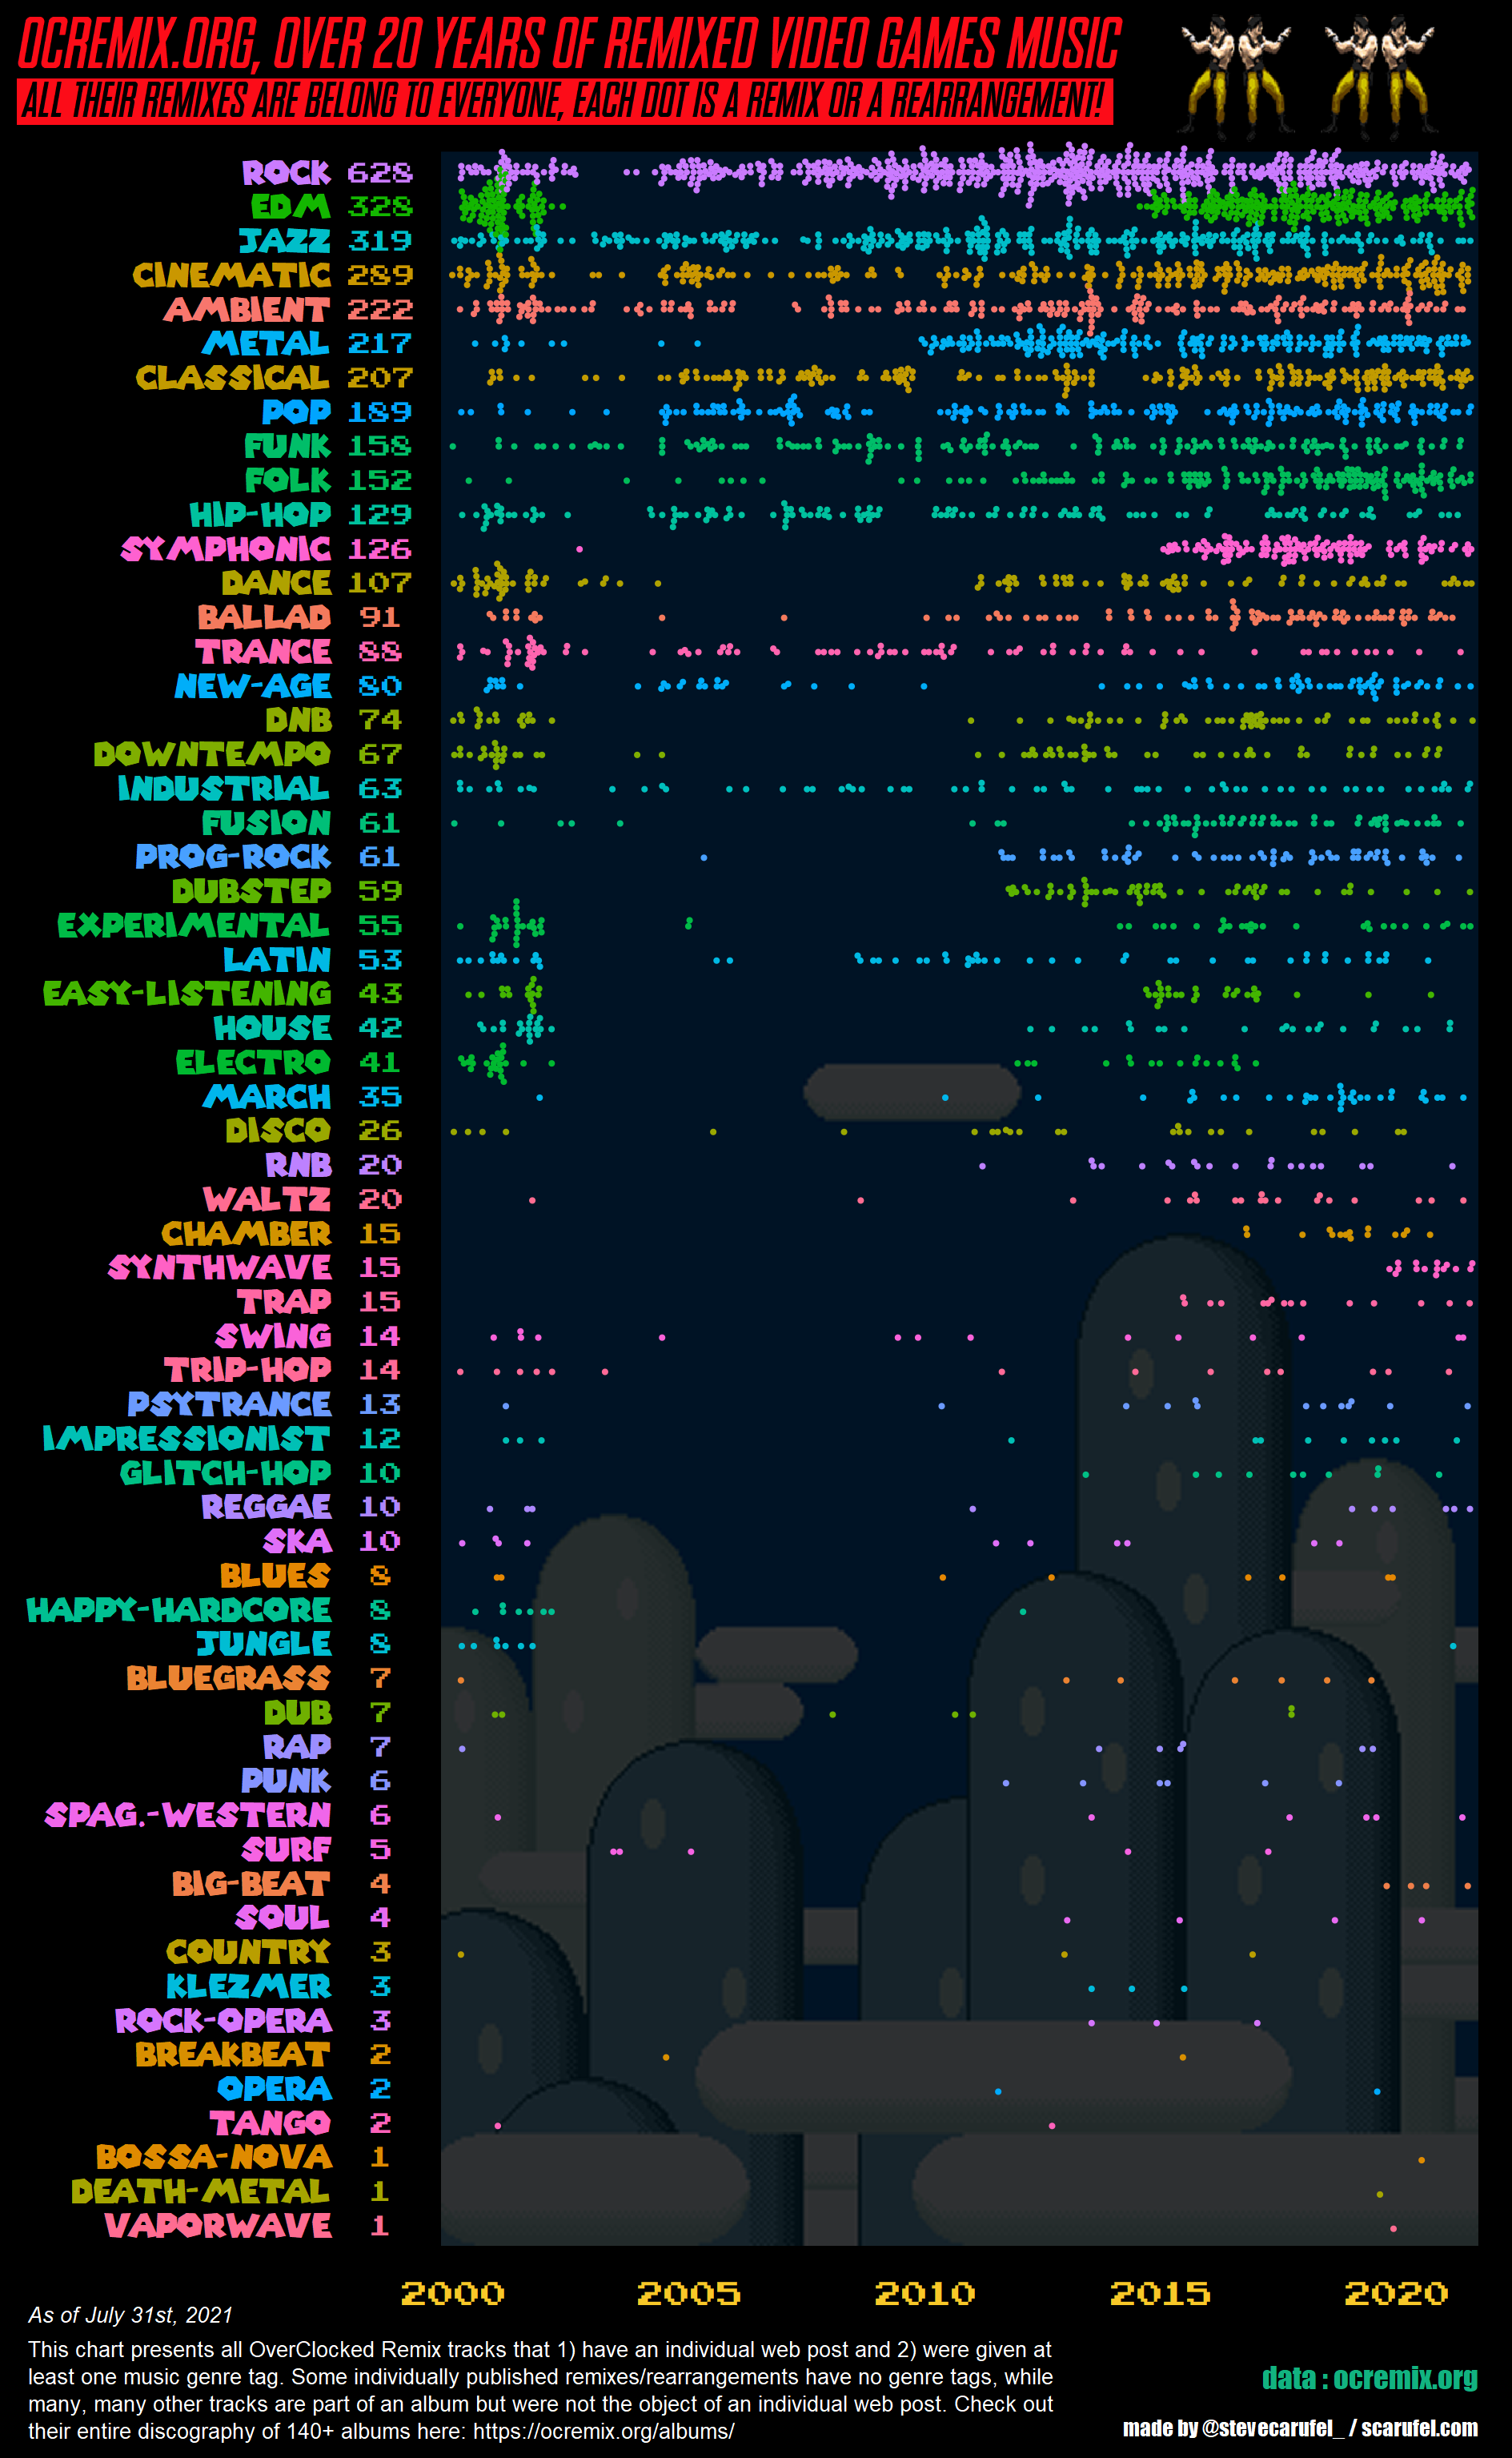 OCREMIX.ORG, OVER 20 YEARS OF REMIXED VIDEO GAMES MUSIC
ALL THEIR REMIXES ARE BELONG TO EVERYONE, EACH DOT IS A REMIX OR A REARRANGEMENT!
ROCK 628
EDM 328
JAZZ 319
CINEMATIC 289
AMBIENT 222
METAL 217
CLASSICAL 207
POP 189
FUNK 158
FOLK 152
HIP-HOP 129
SYMPHONIC 126
DANCE 107
BALLAD 91
TRANCE 88
NEW-AGE 80
DNB 74
DOWNTEMPO 67
INDUSTRIAL 63
FUSION 61
PROG-ROCK 61
DUBSTEP 59
EXPERIMENTAL 55
LATIN 53
EASY-LISTENING 43
HOUSE 42
ELECTRO 41
MARCH 35
DISCO 26
RNB 20
WALTZ 20
CHAMBER 15
SYNTHWAVE 15
TRAP 15
SWING 14
TRIP-HOP 14
PSYTRANCE 13
IMPRESSIONIST 12
GLITCH-HOP 10
REGGAE 10
SKA 10
BLUES 8
HAPPY-HARDCORE 8
JUNGLE 8
BLUEGRASS 7
DUB 7
RAP 7
PUNK 6
SPAG.-WESTERN 6
SURF 5
BIG-BEAT 4
SOUL 4
COUNTRY 3
KLEZMER 3
ROCK-OPERA 3
BREAKBEAT 2
OPERA 2
TANGO 2
BOSSA-NOVA 1
DEATH-METAL 1
VAPORWAVE 1
2000 2005 2010 2015 2020
As of July 31st, 2021
This chart presents all OverClocked Remix tracks that 1) have an individual web post and 2) were given at
least one music genre tag. Some individually published remixes/rearrangements have no genre tags, while
many, many other tracks are part of an album but were not the object of an individual web post. Check out
their entire discography of 140+ albums here: https://ocremix.org/albums/
data : ocremix.org
made by @stevecarufel_ / scarufel.com